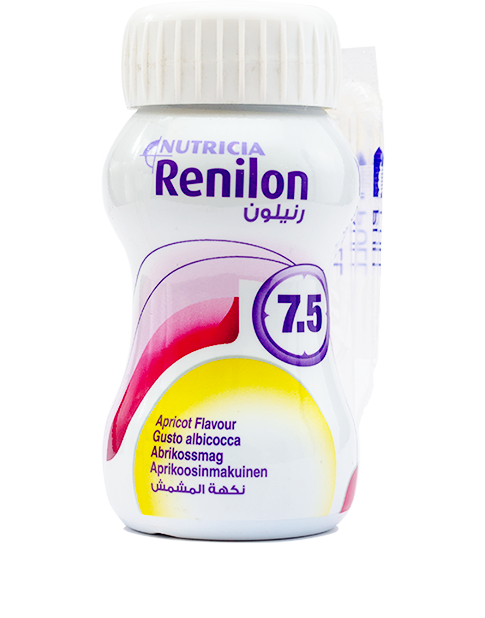 NUTRICIA
Renilon
رنيلون
7.5
Apricot Flavour
Gusto albicocca
Abrikossmag
Aprikoosinmakuinen
نكهة المشمش